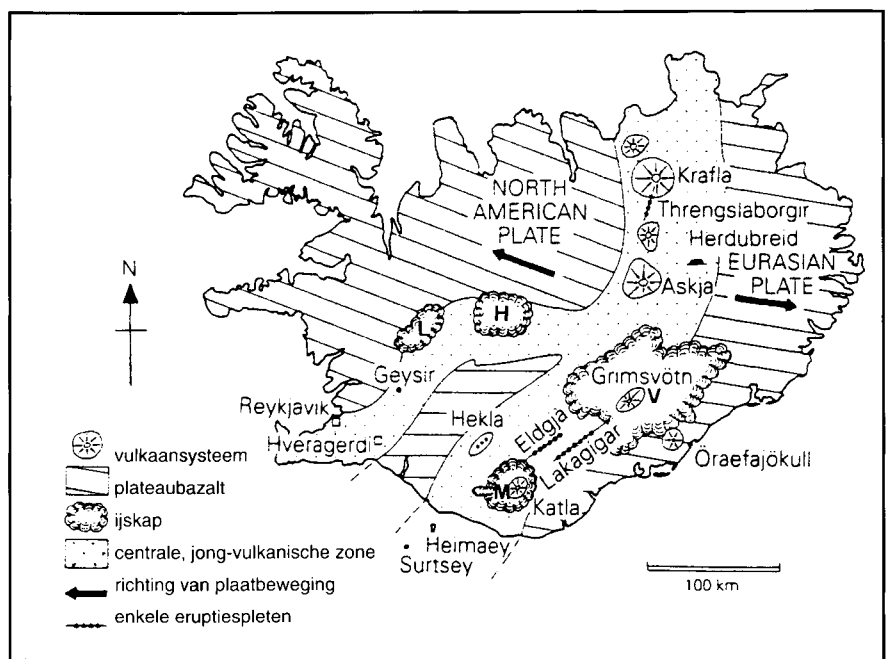 N
NORTH
AMERICAN
PLATE
Krafla
Threngslaborgir
Herdubreid
EURASIAN
PLATE
Askja
L
H
Geysir
Reykjavik
Hveragerdi
Hekla
Eldgjá
Lakagigar
Grimsvötn
V
Öraefajökull
M
Katla
Heimaey
Surtsey
vulkaansysteem
plateaubazalt
ijskap
centrale, jong-vulkanische zone
richting van plaatbeweging
enkele eruptiespleten
100 km